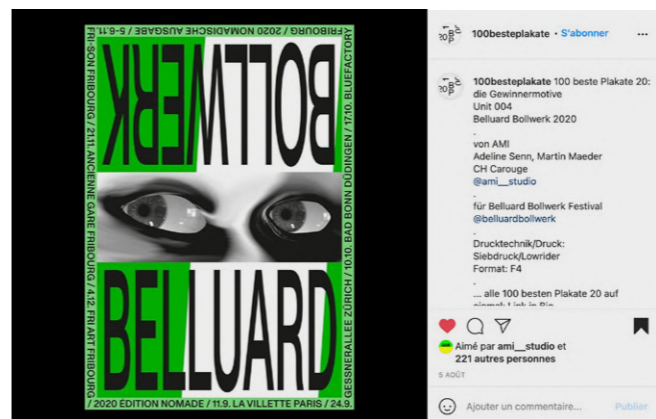 FRIBOURG / 2020 NOMADISCHE AUSGABE / 5-6.11.
FRI-SON FRIBOURG / 21.11. ANCIENNE GARE FRIBOURG / 4.12. FRI ART FRIBOURG
BOLLWERK
BELLUARD
/ 2020 ÉDITION NOMADE / 11.9. LA VILLETTE PARIS / 24.9.
GESSNERALLEE ZÜRICH / 10.10. BAD BONN DÜDINGEN / 17.10. BLUEFACTORY
100besteplakate • S'abonner
100besteplakate 100 beste Plakate 20:
die Gewinnermotive
Unit 004
Belluard Bollwerk 2020
.
von AMI
Adeline Senn, Martin Maeder
CH Carouge
@ami__studio
.
für Belluard Bollwerk Festival
@belluardbollwerk
.
Drucktechnik/Druck:
Siebdruck/Lowrider
Format: F4
.
... alle 100 besten Plakate 20 auf
einmal: Link in Bio
Aimé par ami__studio et
221 autres personnes
5 AOÛT
Ajouter un commentaire...
Publier